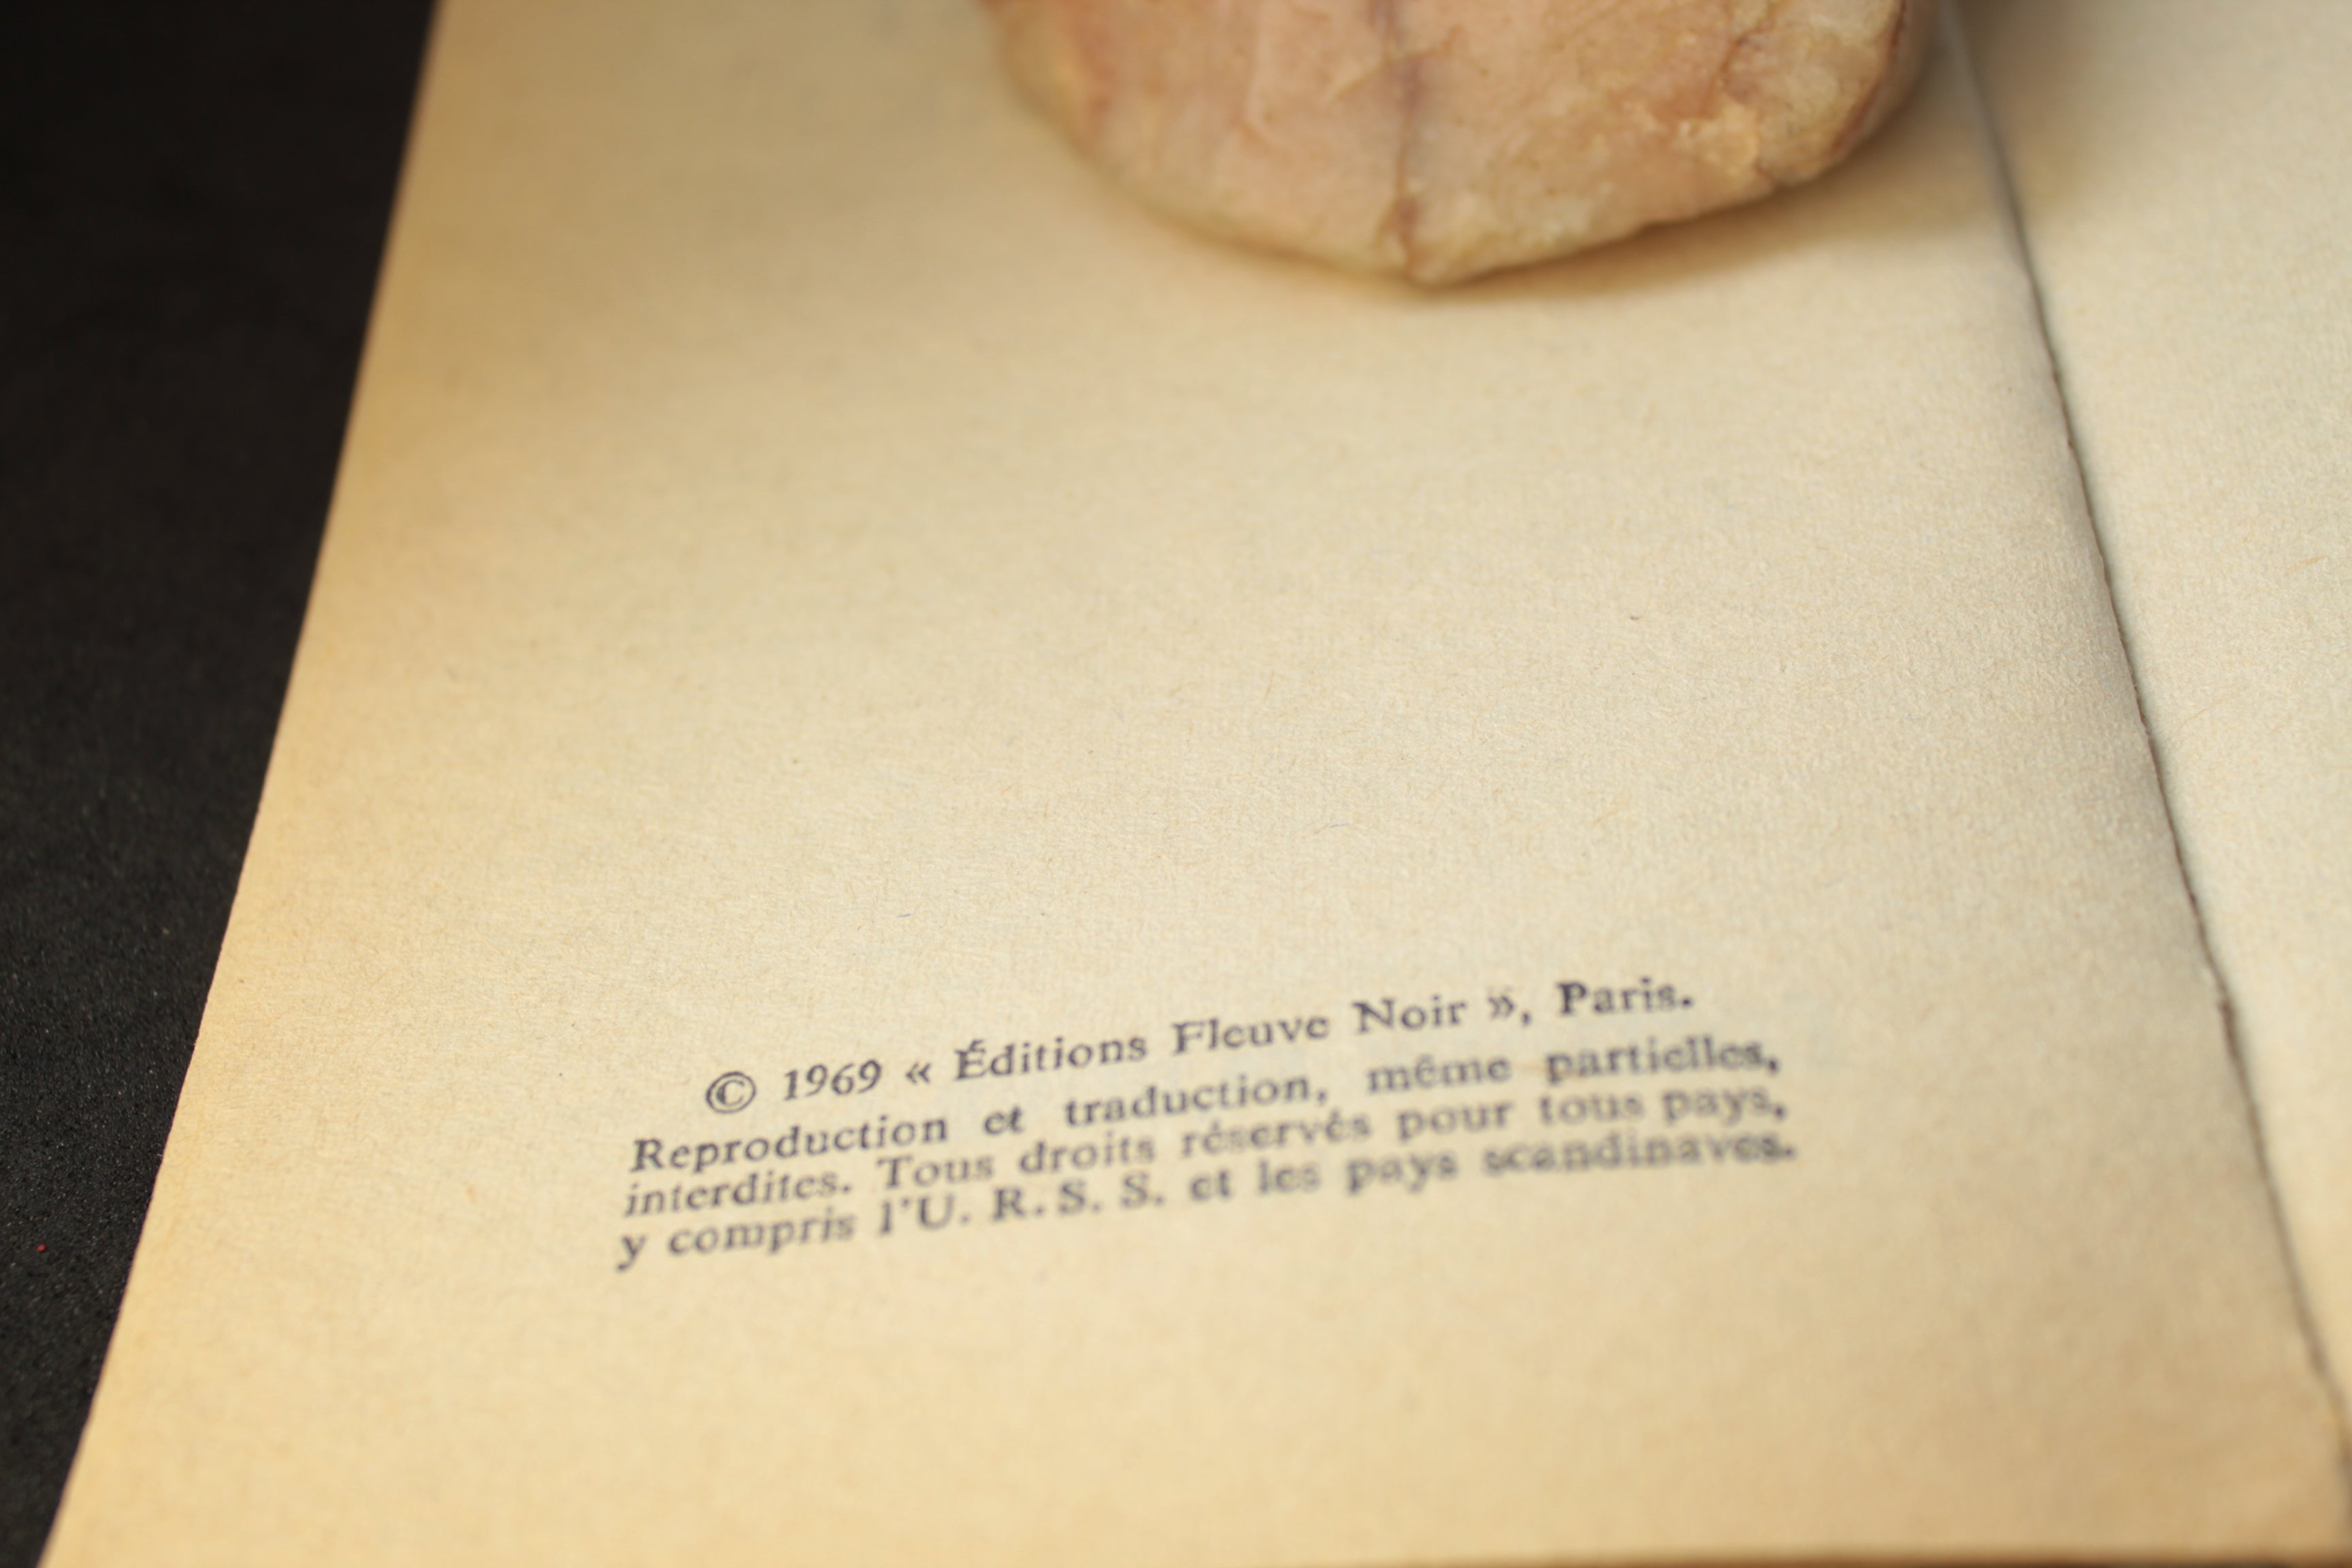 © 1969 « Éditions Fleuve Noir », Paris.
Reproduction et traduction, même partielles,
interdites. Tous droits réservés pour tous pays,
y compris l'U. R. S. S. et les pays scandinaves.